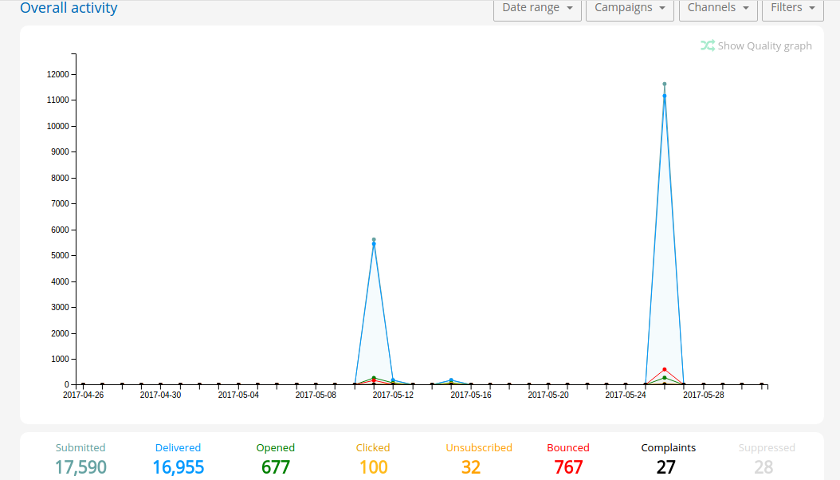 Overall activity
Date range Campaigns Channels Filters
Show Quality graph
12000
11000
10000
9000
8000
7000
6000
5000
4000
3000
2000
1000
0
2017-04-26 2017-04-30 2017-05-04 2017-05-08 2017-05-12 2017-05-16 2017-05-20 2017-05-24 2017-05-28
Submitted Delivered Opened Clicked Unsubscribed Bounced Complaints Suppressed
17,590 16,955 677 100 32 767 27 28